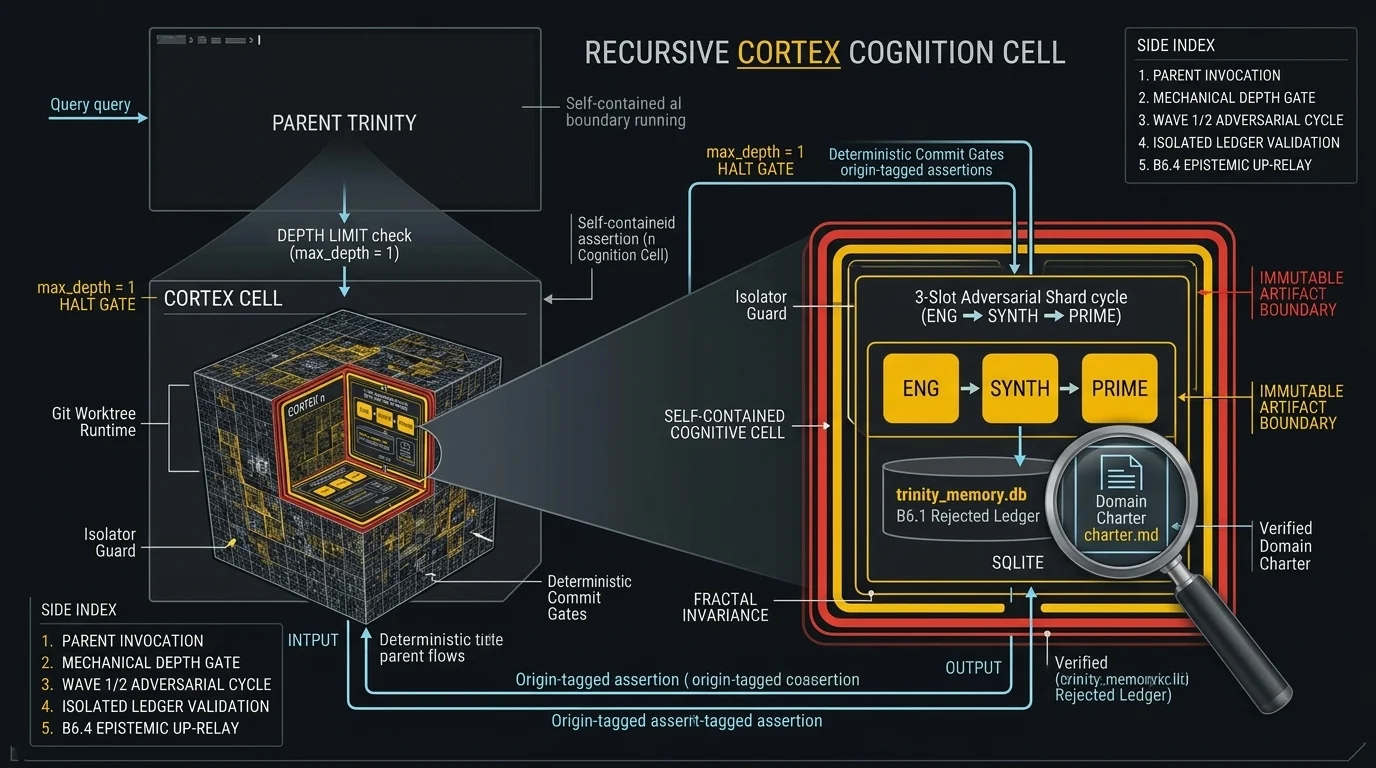 RECURSIVE CORTEX COGNITION CELL
SIDE INDEX
1. PARENT INVOCATION
2. MECHANICAL DEPTH GATE
3. WAVE 1/2 ADVERSARIAL CYCLE
4. ISOLATED LEDGER VALIDATION
5. B6.4 EPISTEMIC UP-RELAY
Query query
PARENT TRINITY
Self-contained al
boundary running
DEPTH LIMIT check
(max_depth = 1)
max_depth = 1
HALT GATE
CORTEX CELL
Self-containeid
assertion (n
Cognition Cell)
Git Worktree
Runtime
Isolator
Guard
Deterministic
Commit
Gates
max_depth = 1
HALT GATE
Deterministic Commit Gates
origin-tagged assertions
Isolator
Guard
3-Slot Adversarial Shard cycle
(ENG → SYNTH → PRIME)
ENG
SYNTH
PRIME
IMMUTABLE
ARTIFACT
BOUNDARY
IMMUTABLE
ARTIFACT
BOUNDARY
SELF-CONTAINED
COGNITIVE CELL
trinity_memory.db
B6.1 Rejected Ledger
SQLITE
Domain
Charter
charter.md
Verified
Domain
Charter
FRACTAL
INVARIANCE
SIDE INDEX
1. PARENT INVOCATION
2. MECHANICAL DEPTH GATE
3. WAVE 1/2 ADVERSARIAL CYCLE
4. ISOLATED LEDGER VALIDATION
5. B6.4 EPISTEMIC UP-RELAY
INTPUT
Deterministic
parent flows
Origin-tagged assertion ( origin-tagged coasertion
Origin-tagged assert-tagged assertion
OUTPUT
Verified
Rejected Ledger)